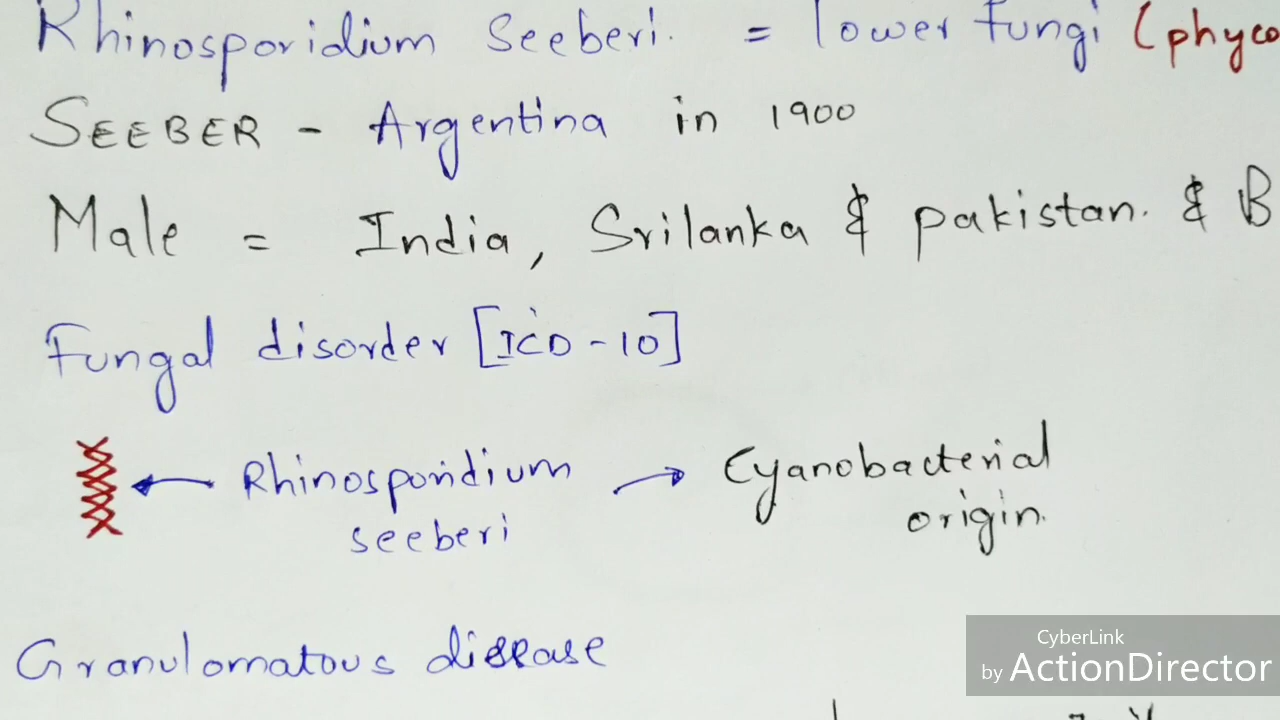 Rhinosporidium seeberi. = lower fungi (phyco
SEEBER - Argentina in 1900
Male = India, Srilanka & pakistan. & B
Fungal disorder [ICD-10]
Rhinosporidium → Cyanobacterial
seeberi origin.
Granulomatous disease
CyberLink
by ActionDirector